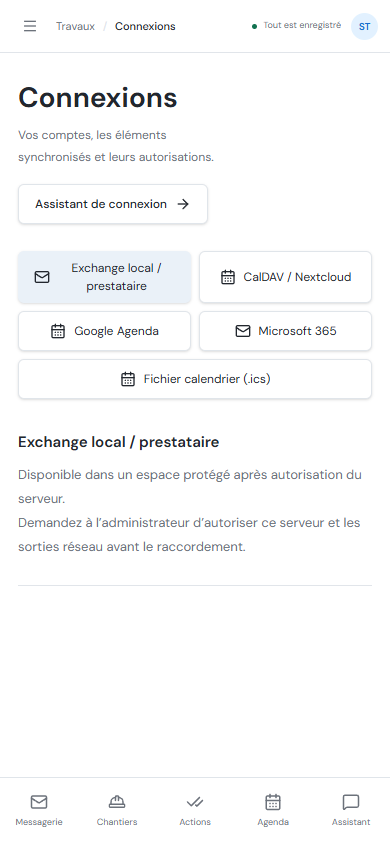 Travaux / Connexions
Tout est enregistré
ST
Connexions
Vos comptes, les éléments
synchronisés et leurs autorisations.
Assistant de connexion
Exchange local /
prestataire
CalDAV / Nextcloud
Google Agenda
Microsoft 365
Fichier calendrier (.ics)
Exchange local / prestataire
Disponible dans un espace protégé après autorisation du
serveur.
Demandez à l’administrateur d’autoriser ce serveur et les
sorties réseau avant le raccordement.
Messagerie
Chantiers
Actions
Agenda
Assistant